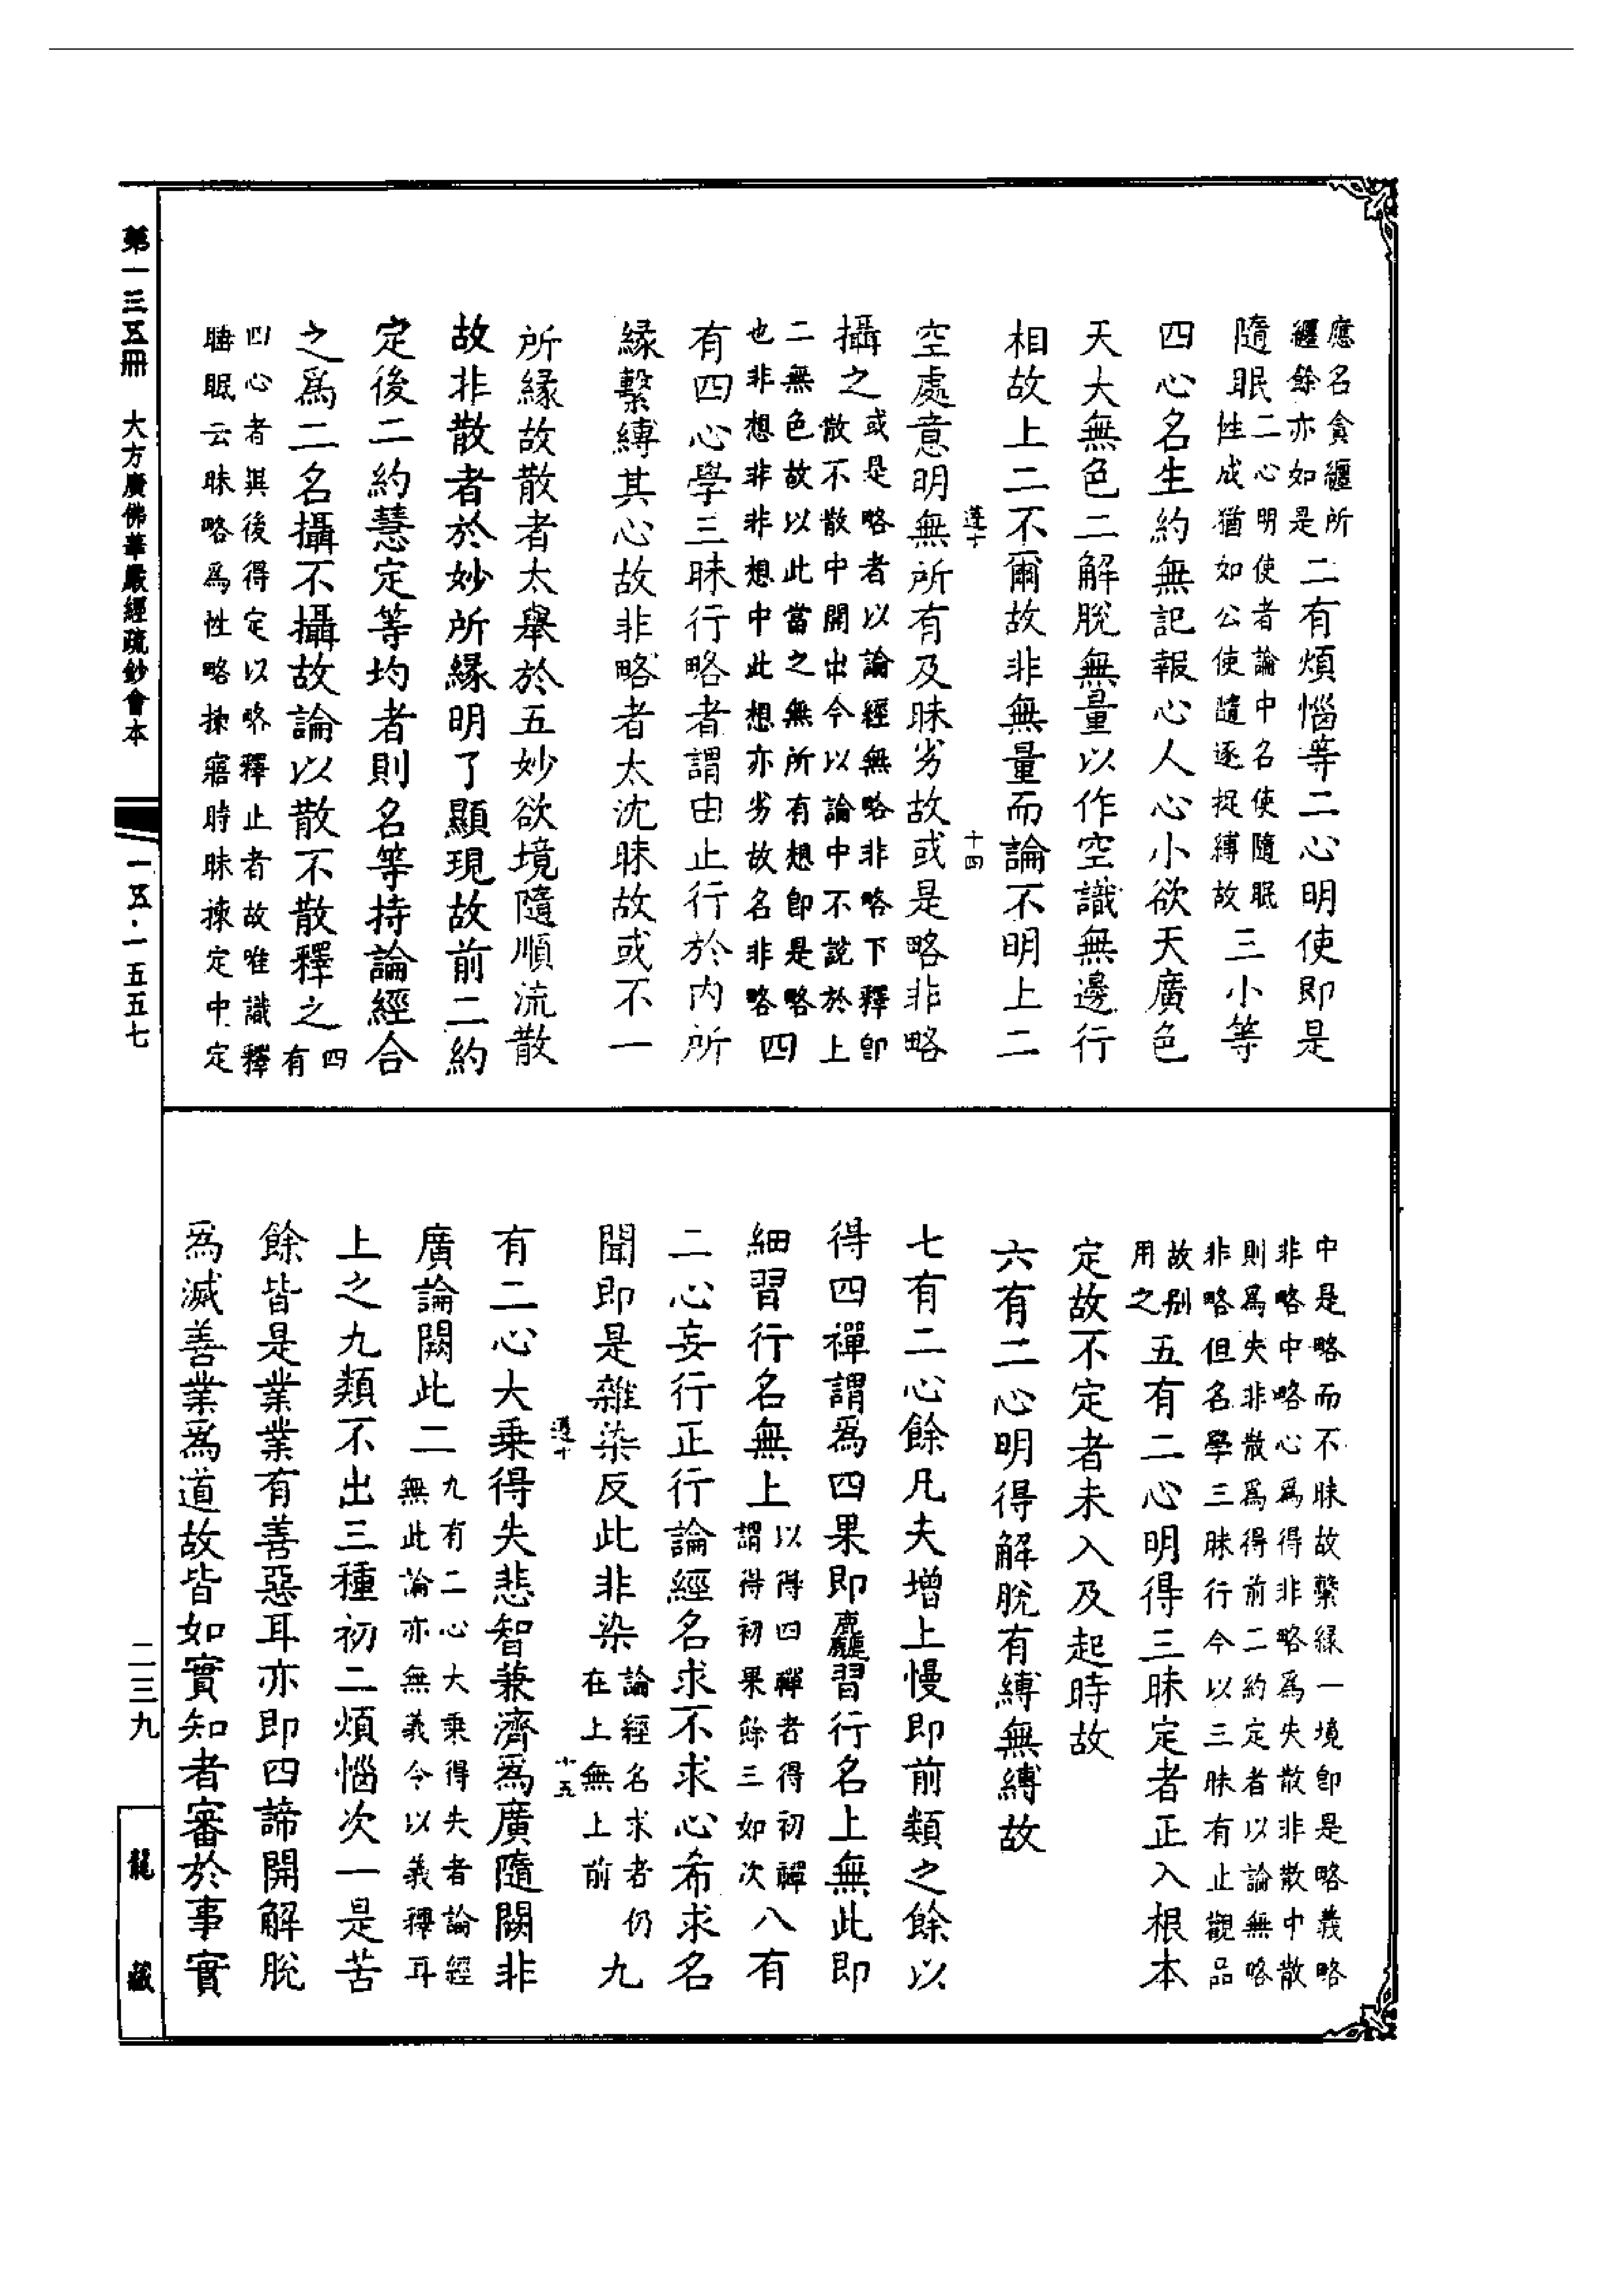 應名貪纏所
纏餘亦如是
二有煩惱等二心明使即是
隨眠
二心明使者論中名使隨眠
性成猶如公使隨逐捉縛故
三小等
四心名生約無記報心人心小欲天廣色
天大無色二解脫無量以作空識無邊行
相故上二不爾故非無量而論不明上二
遵十
十四
空處意明無所有及昧劣故或是略非略
攝之
或是略者以論經無略非略下釋即
散不散中開出今以論中不說於上
二無色故以此當之無所有想即是略
也非想非非想中此想亦劣故名非略
四
有四心學三昧行略者謂由止行於內所
緣繫縛其心故非略者太沈昧故或不一
所緣故散者太舉於五妙欲境隨順流散
故非散者於妙所緣明了顯現故前二約
定後二約慧定等均者則名等持論經合
之爲二名攝不攝故論以散不散釋之
四
有
四心者與後得定以略釋止者故唯識釋
睡眠云昧略爲性略揀寤時昧揀定中定
中是略而不昧故繫緣一境即是略義略
非略中略心爲得非略爲失散非散中散
則爲失非散爲得前二約定者以論無略
非略但名學三昧行今以三昧有止觀品
故別
用之
五有二心明得三昧定者正入根本
定故不定者未入及起時故
六有二心明得解脫有縛無縛故
七有二心餘凡夫增上慢即前類之餘以
得四禪謂爲四果即麤習行名上無此即
細習行名無上
以得四禪者得初禪
謂得初果餘三如次
八有
二心妄行正行論經名求不求心希求名
聞即是雜染反此非染
論經名求者仍
在上無上前
九
遵十
十五
有二心大乗得失悲智兼濟爲廣隨闕非
廣論闕此二
九有二心大乗得失者論經
無此論亦無義今以義釋耳
上之九類不出三種初二煩惱次一是苦
餘皆是業業有善惡耳亦即四諦開解脫
爲滅善業爲道故皆如實知者審於事實
第一三五冊　大方廣佛華嚴經疏鈔會本
一五·一五五七
二三九
龍藏